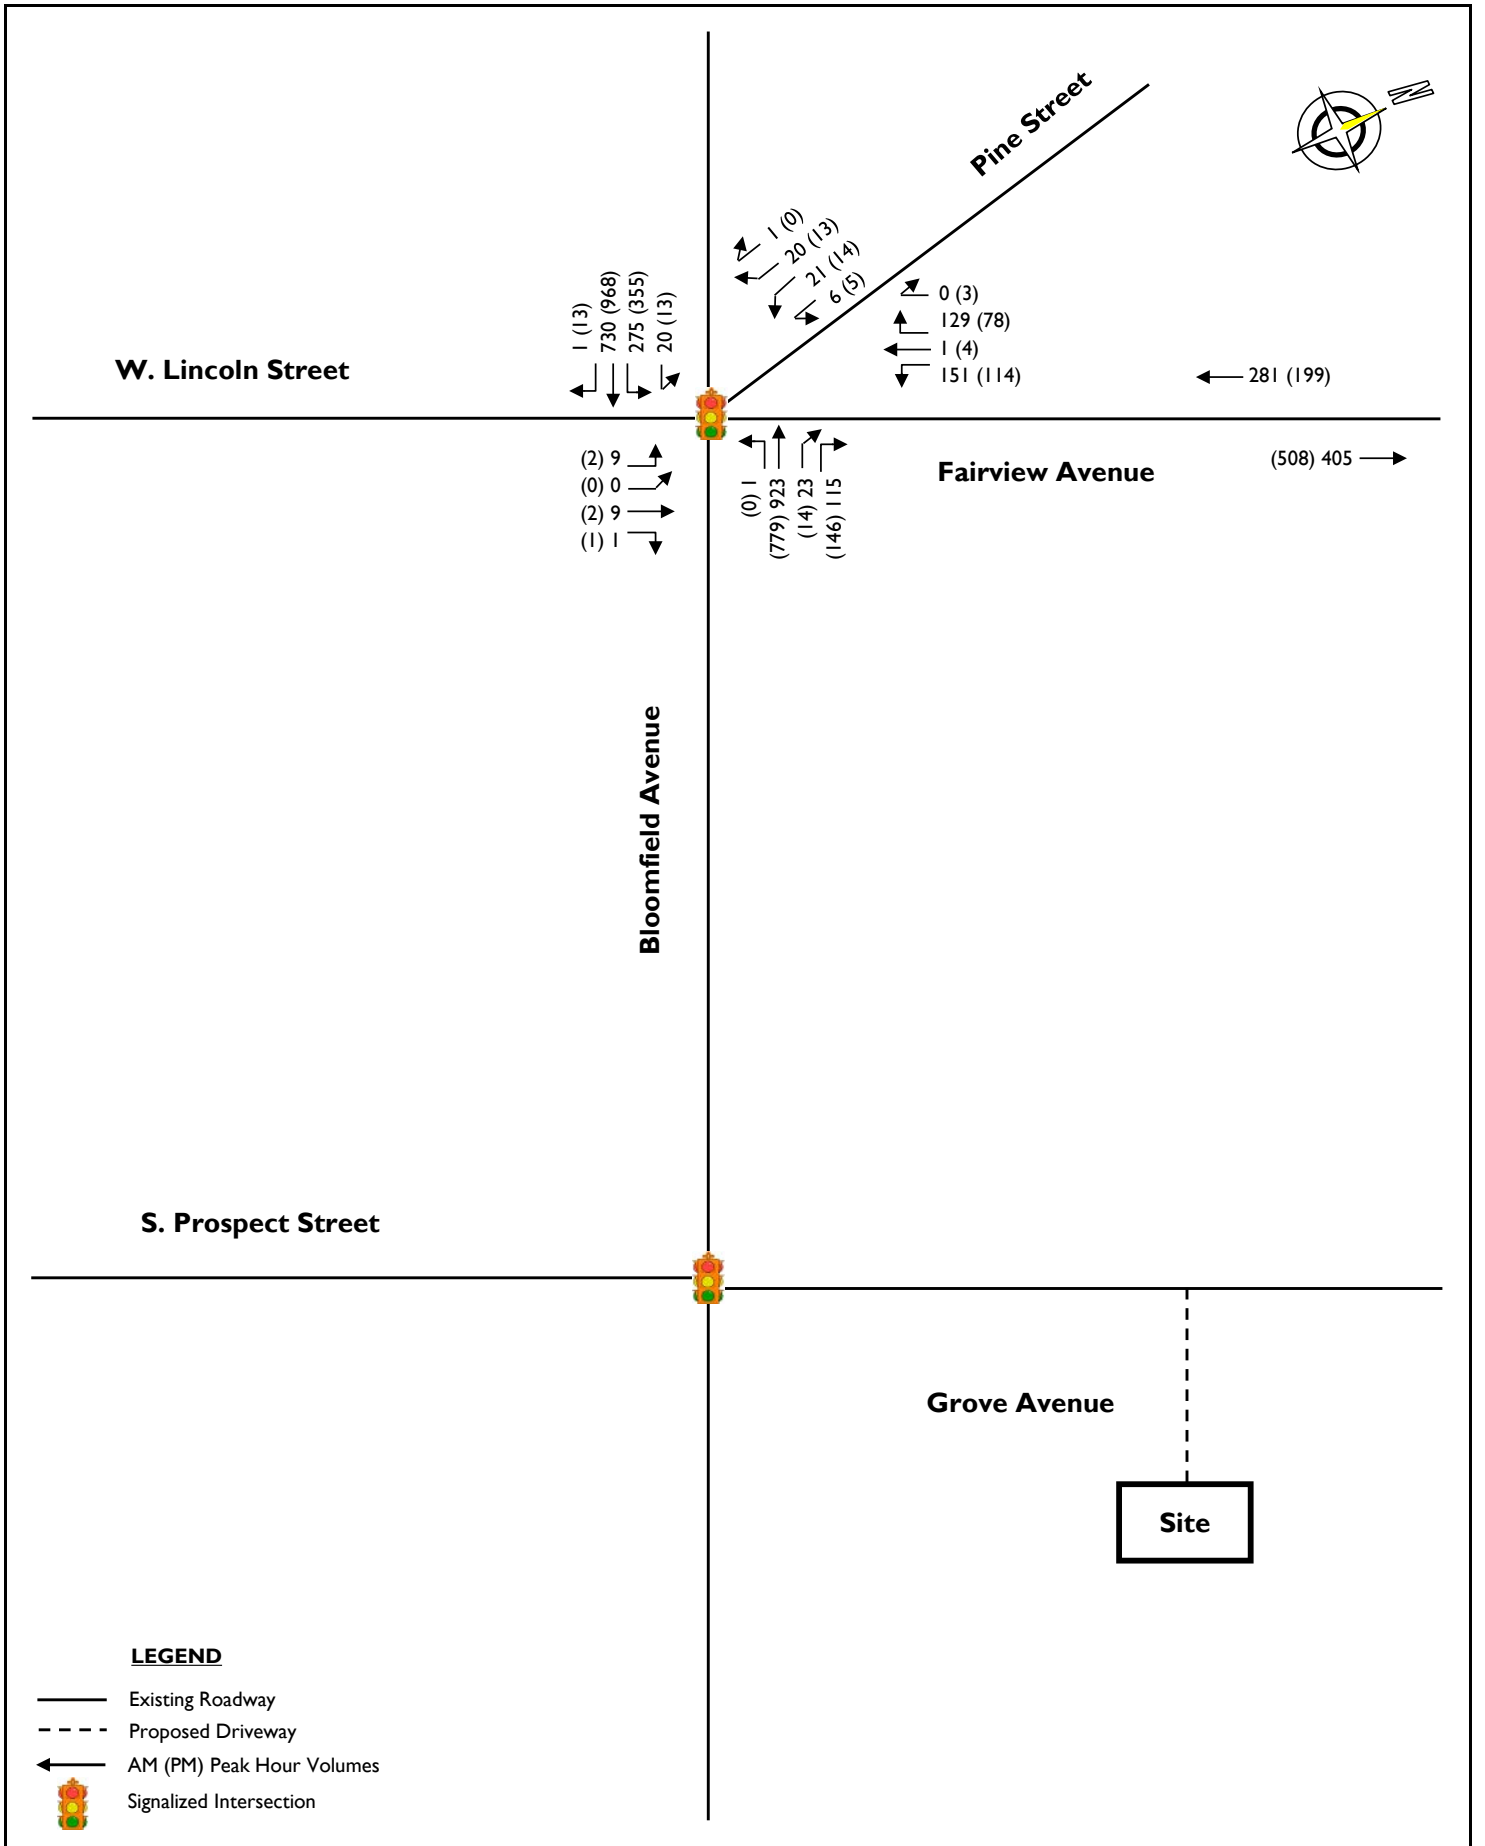 N
Pine Street
1 (0)
20 (13)
21 (14)
6 (5)
1 (13)
730 (968)
275 (355)
20 (13)
0 (3)
129 (78)
1 (4)
151 (114)
281 (199)
W. Lincoln Street
(2) 9
(0) 0
(2) 9
(1) 1
(0) 1
(779) 923
(14) 23
(146) 115
Fairview Avenue
(508) 405
Bloomfield Avenue
S. Prospect Street
Grove Avenue
Site
LEGEND
Existing Roadway
Proposed Driveway
AM (PM) Peak Hour Volumes
Signalized Intersection